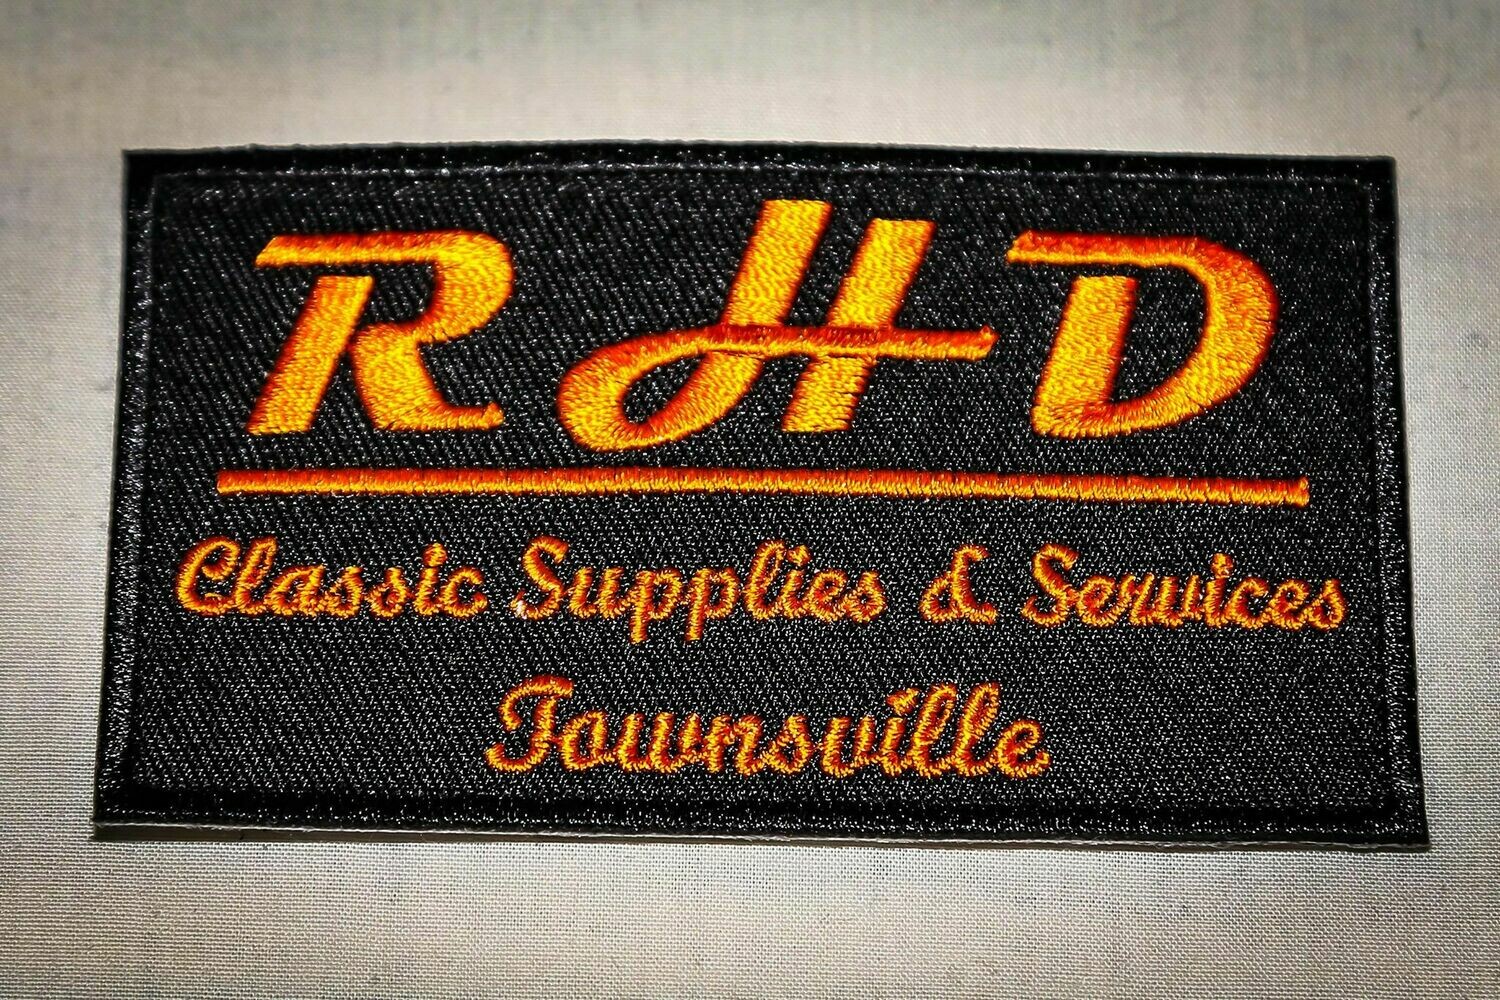 RHD
Classic Supplies & Services
Townsville